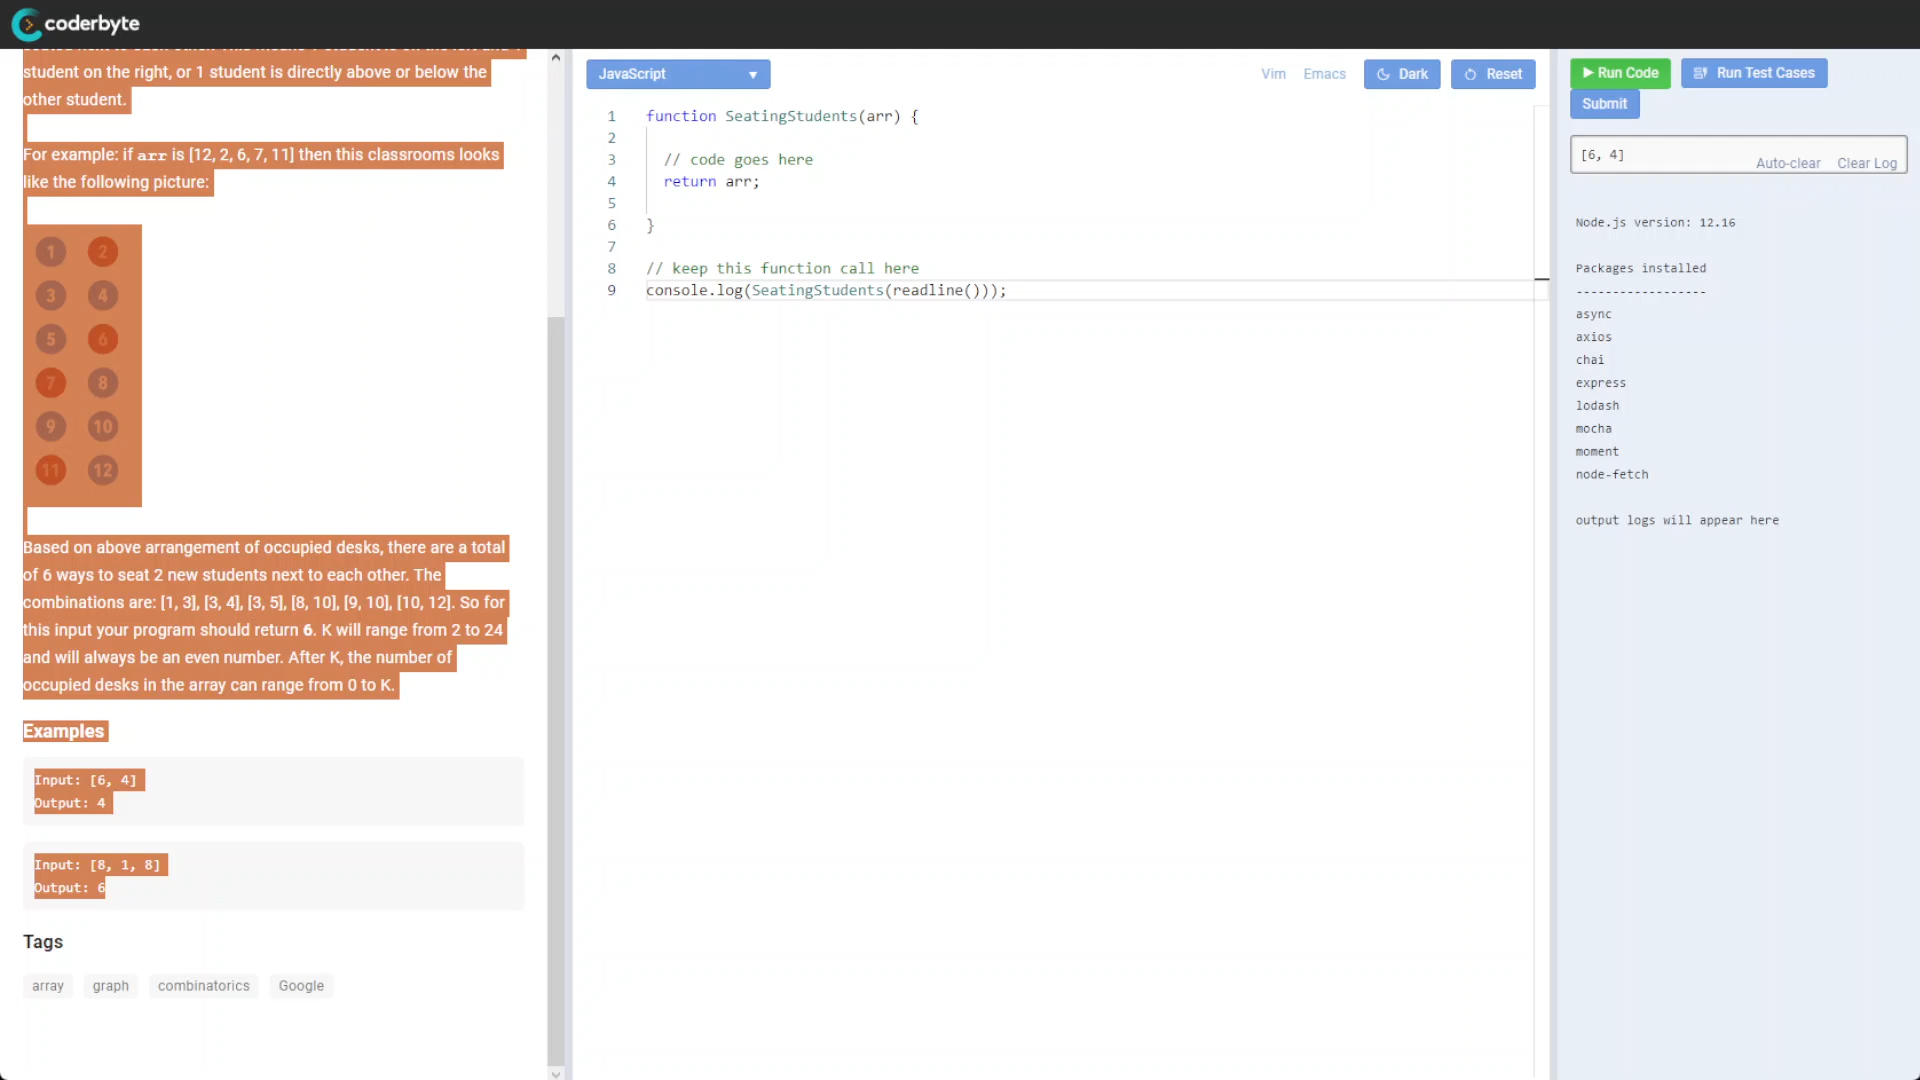 coderbyte
student on the right, or 1 student is directly above or below the
other student.
For example: if arr is [12, 2, 6, 7, 11] then this classrooms looks
like the following picture:
1 2
3 4
5 6
7 8
9 10
11 12
Based on above arrangement of occupied desks, there are a total
of 6 ways to seat 2 new students next to each other. The
combinations are: [1, 3], [3, 4], [3, 5], [8, 10], [9, 10], [10, 12]. So for
this input your program should return 6. K will range from 2 to 24
and will always be an even number. After K, the number of
occupied desks in the array can range from 0 to K.
Examples
Input: [6, 4]
Output: 4
Input: [8, 1, 8]
Output: 6
Tags
array graph combinatorics Google
JavaScript Vim Emacs Dark Reset
1 function SeatingStudents(arr) {
2
3 // code goes here
4 return arr;
5
6 }
7
8 // keep this function call here
9 console.log(SeatingStudents(readline()));
Run Code Run Test Cases
Submit
[6, 4]
Auto-clear Clear Log
Node.js version: 12.16
Packages installed
------------------
async
axios
chai
express
lodash
mocha
moment
node-fetch
output logs will appear here